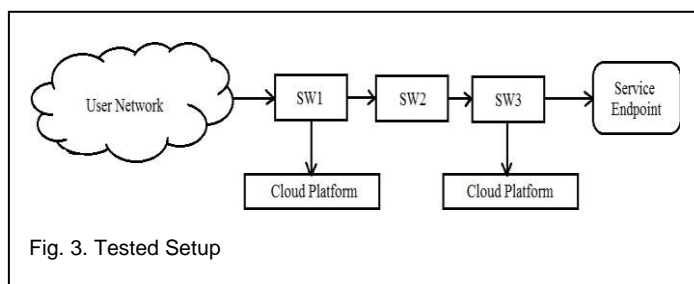 User Network
SW1
SW2
SW3
Service
Endpoint
Cloud Platform
Cloud Platform
Fig. 3. Tested Setup